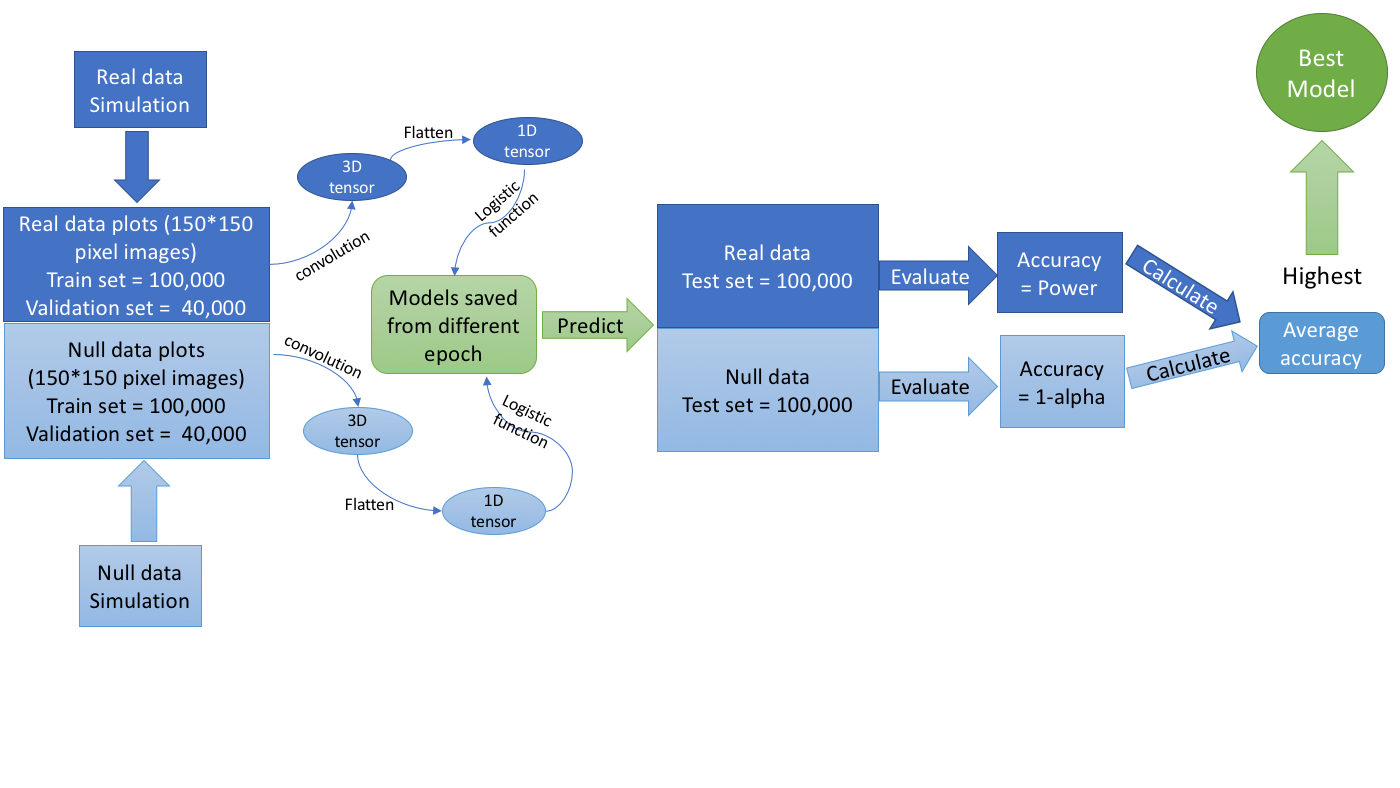 Real data
Simulation
Real data plots (150*150
pixel images)
Train set = 100,000
Validation set =  40,000
Null data plots
(150*150 pixel images)
Train set = 100,000
Validation set =  40,000
Null data
Simulation
convolution
3D
tensor
Flatten
1D
tensor
Logistic
function
convolution
3D
tensor
Flatten
1D
tensor
Logistic
function
Models saved
from different
epoch
Predict
Real data
Test set = 100,000
Null data
Test set = 100,000
Evaluate
Evaluate
Accuracy
= Power
Accuracy
= 1-alpha
Calculate
Calculate
Average
accuracy
Highest
Best
Model